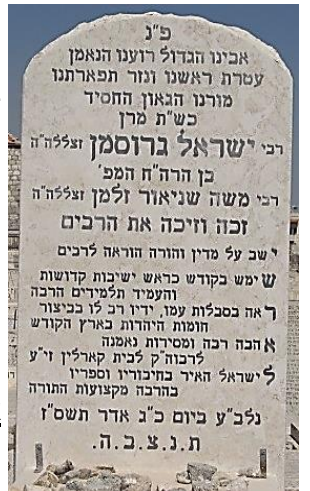 פ״נ
אבינו הגדול רוענו הנאמן
עטרת ראשנו ונזר תפארתנו
מורנו הגאון החסיד
כש״ת מרן
רבי ישראל גרוסמן זצללה״ה
בן הרה״ח המפ׳
רבי משה שניאור זלמן זצללה״ה
זכה וזיכה את הרבים
ישב על מדין והורה הוראה לרבים
שימש בקודש כראש ישיבות קדושות
והעמיד תלמידים הרבה
ראה בסבלות עמו, ידיו רב לו בביצור
חומות היהדות בארץ הקודש
אהבה רבה ומסירות נאמנה
לרבוה״ק לבית קארלין זי״ע
לישראל האיר בחיבוריו וספריו
בהרבה מקצועות התורה
נלב״ע ביום כ״ג אדר תשס״ז
ת.נ.צ.ב.ה.